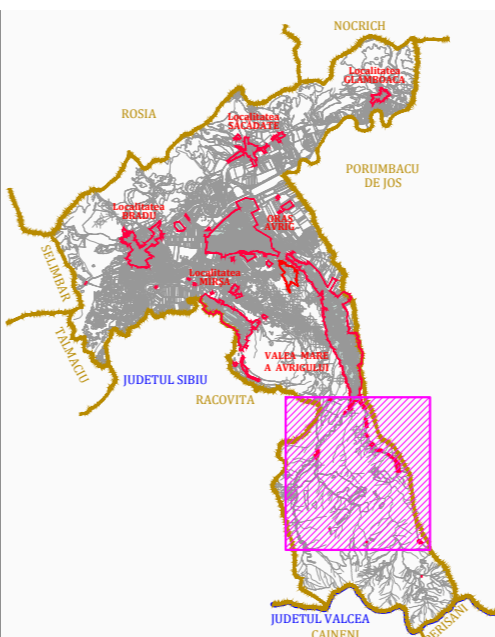 NOCRICH
Localitatea
GLAMBOACA
ROSIA
Localitatea
SACADATE
PORUMBACU
DE JOS
Localitatea
BRADU
ORAS
AVRIG
SELIMBAR
Localitatea
MIRSA
TALMACIU
VALEA MARE
A AVRIGULUI
JUDETUL SIBIU
RACOVITA
JUDETUL VALCEA
CAINENI